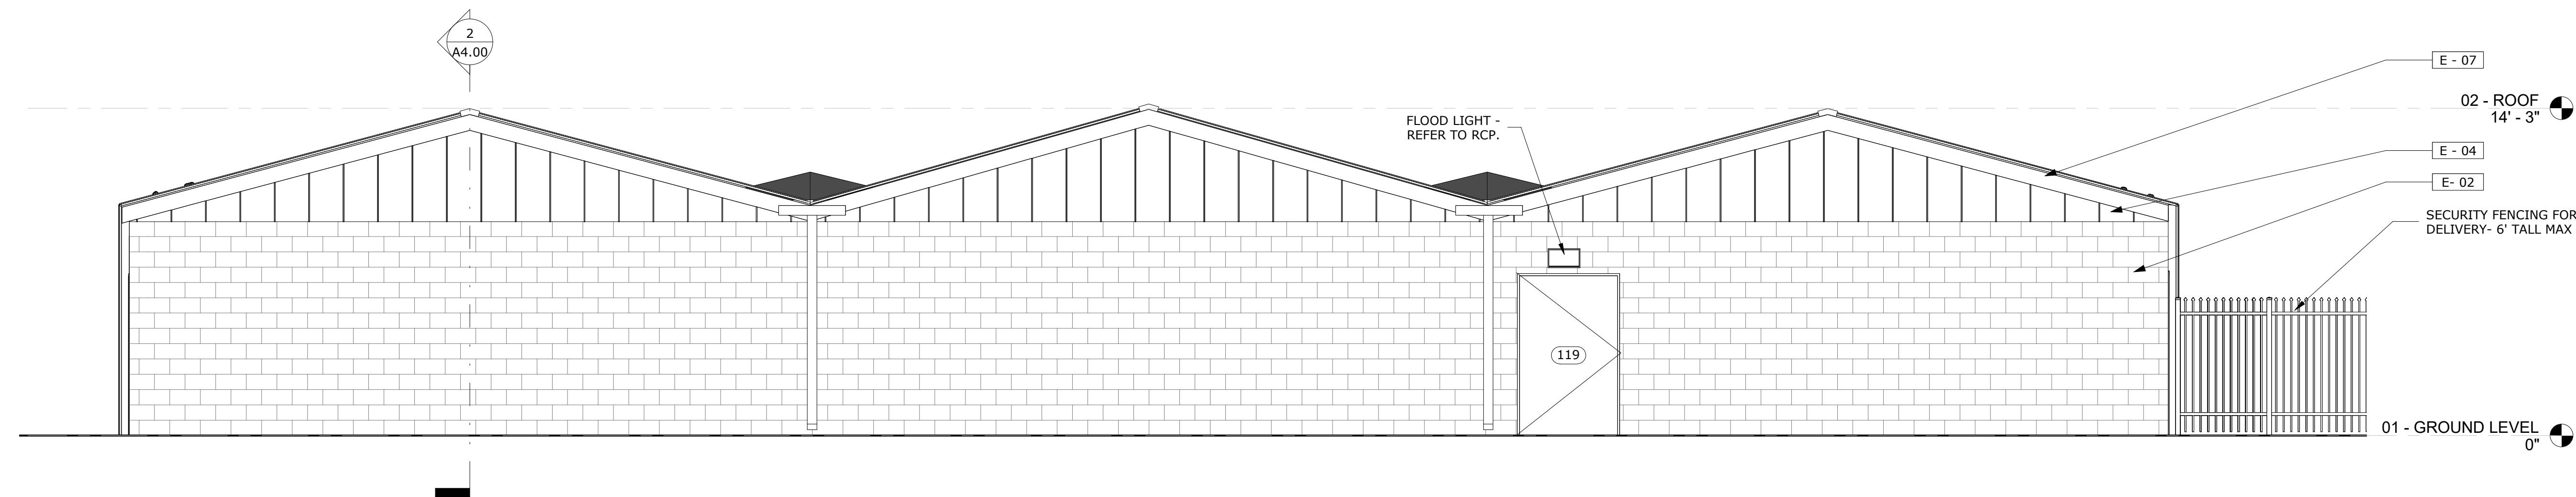 2
A4.00
E - 07
02 - ROOF
14' - 3"
FLOOD LIGHT -
REFER TO RCP.
E - 04
E- 02
SECURITY FENCING FOR
DELIVERY- 6' TALL MAX
119
01 - GROUND LEVEL
0"